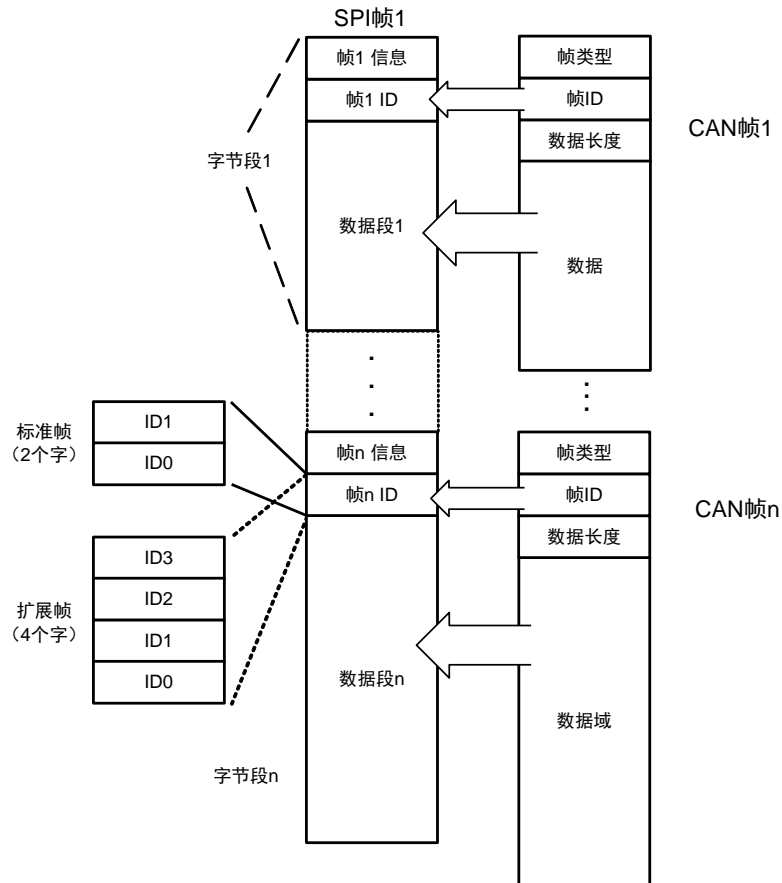 SPI帧1
帧1 信息
帧1 ID
字节段1
数据段1
帧类型
帧ID
数据长度
数据
CAN帧1
标准帧
（2个字）
ID1
ID0
帧n 信息
帧n ID
扩展帧
（4个字）
ID3
ID2
ID1
ID0
数据段n
字节段n
帧类型
帧ID
数据长度
数据域
CAN帧n